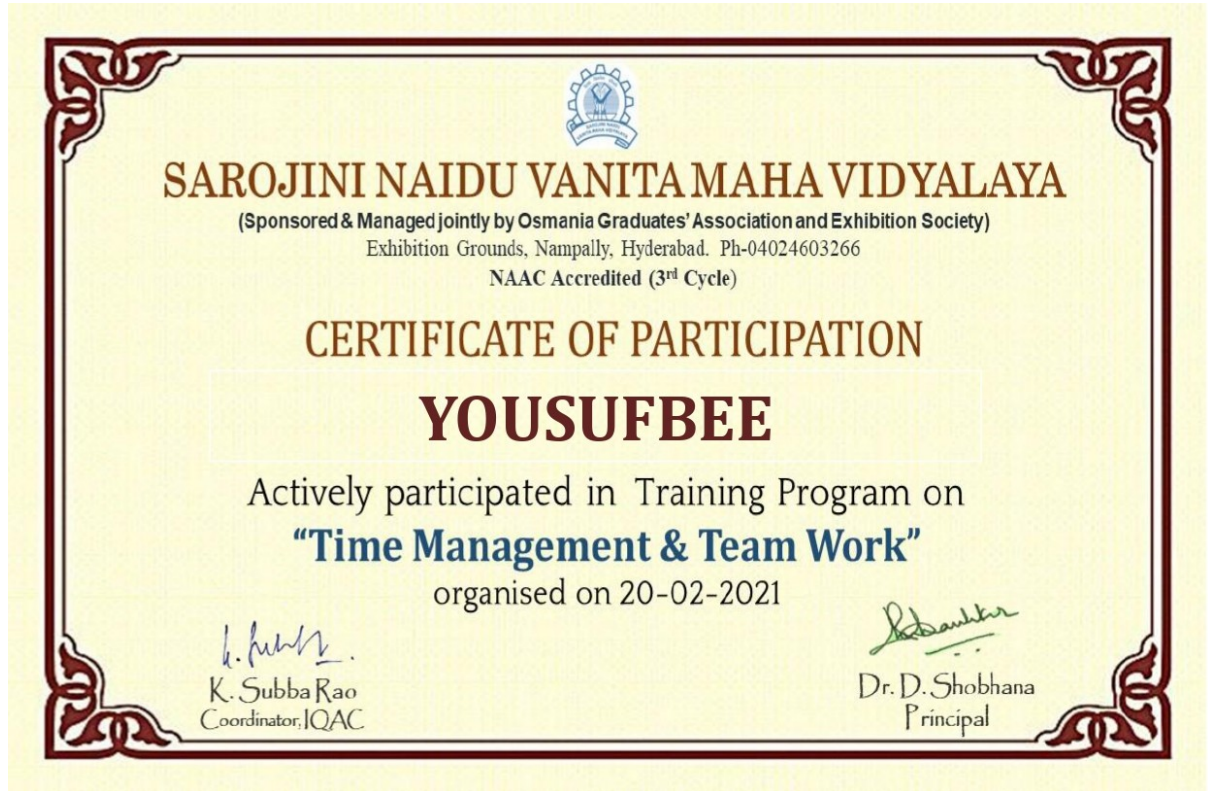 SAROJINI NAIDU VANITA MAHA VIDYALAYA
(Sponsored & Managed jointly by Osmania Graduates' Association and Exhibition Society)
Exhibition Grounds, Nampally, Hyderabad. Ph-04024603266
NAAC Accredited (3rd Cycle)
CERTIFICATE OF PARTICIPATION
YOUSUFBEE
Actively participated in Training Program on
“Time Management & Team Work”
organised on 20-02-2021
K. Subba Rao
Coordinator, IQAC
Dr. D. Shobhana
Principal